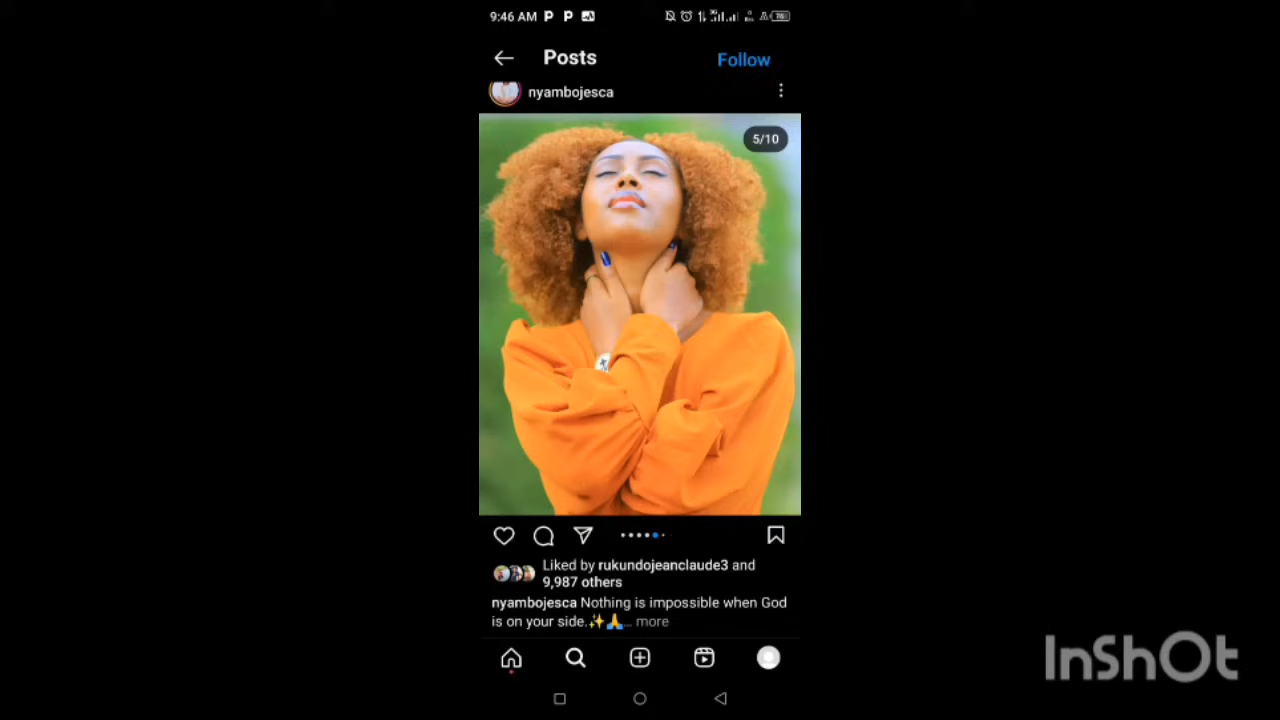 9:46 AM
Posts
Follow
nyambojesca
5/10
Liked by rukundojeanclaude3 and
9,987 others
nyambojesca Nothing is impossible when God
is on your side.✨🙏... more
InShOt